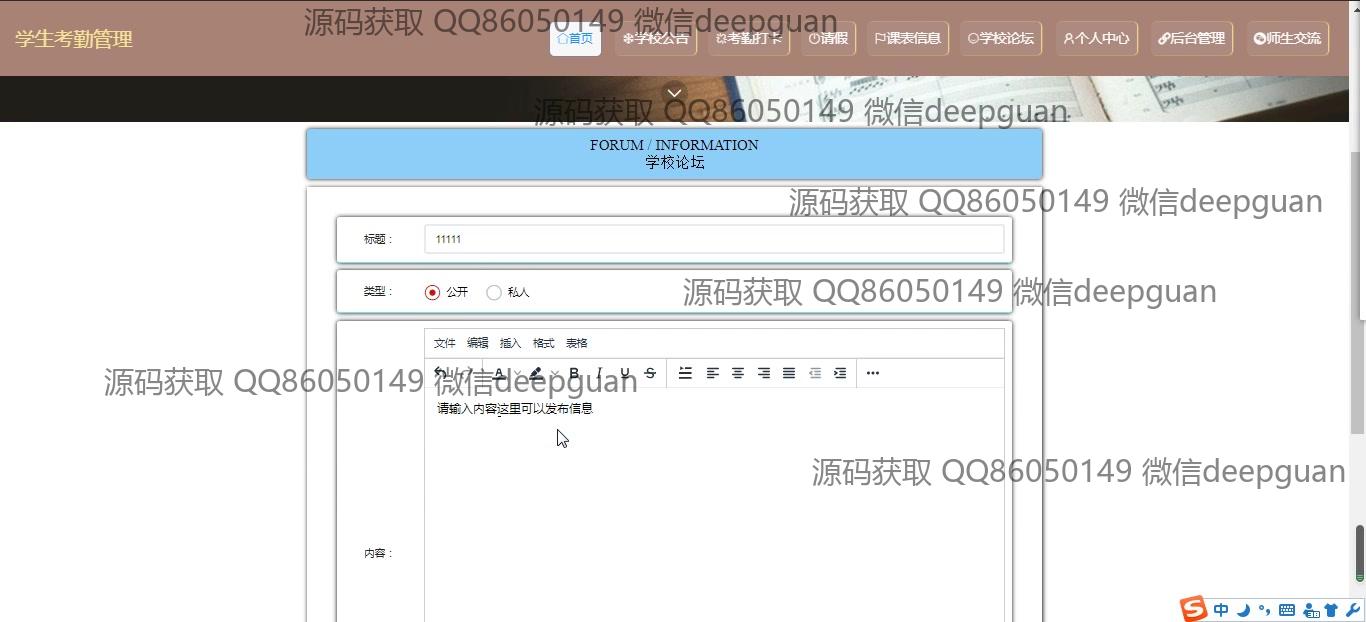 源码获取 QQ86050149 微信deepguan
学生考勤管理
首页 学校公告 考勤打卡 请假 课表信息 学校论坛 个人中心 后台管理 师生交流
源码获取 QQ86050149 微信deepguan
FORUM / INFORMATION
学校论坛
源码获取 QQ86050149 微信deepguan
标题： 11111
类型： 公开 私人
源码获取 QQ86050149 微信deepguan
文件 编辑 插入 格式 表格
A B I U S
源码获取 QQ86050149 微信deepguan
请输入内容这里可以发布信息
源码获取 QQ86050149 微信deepguan
内容：
S 中